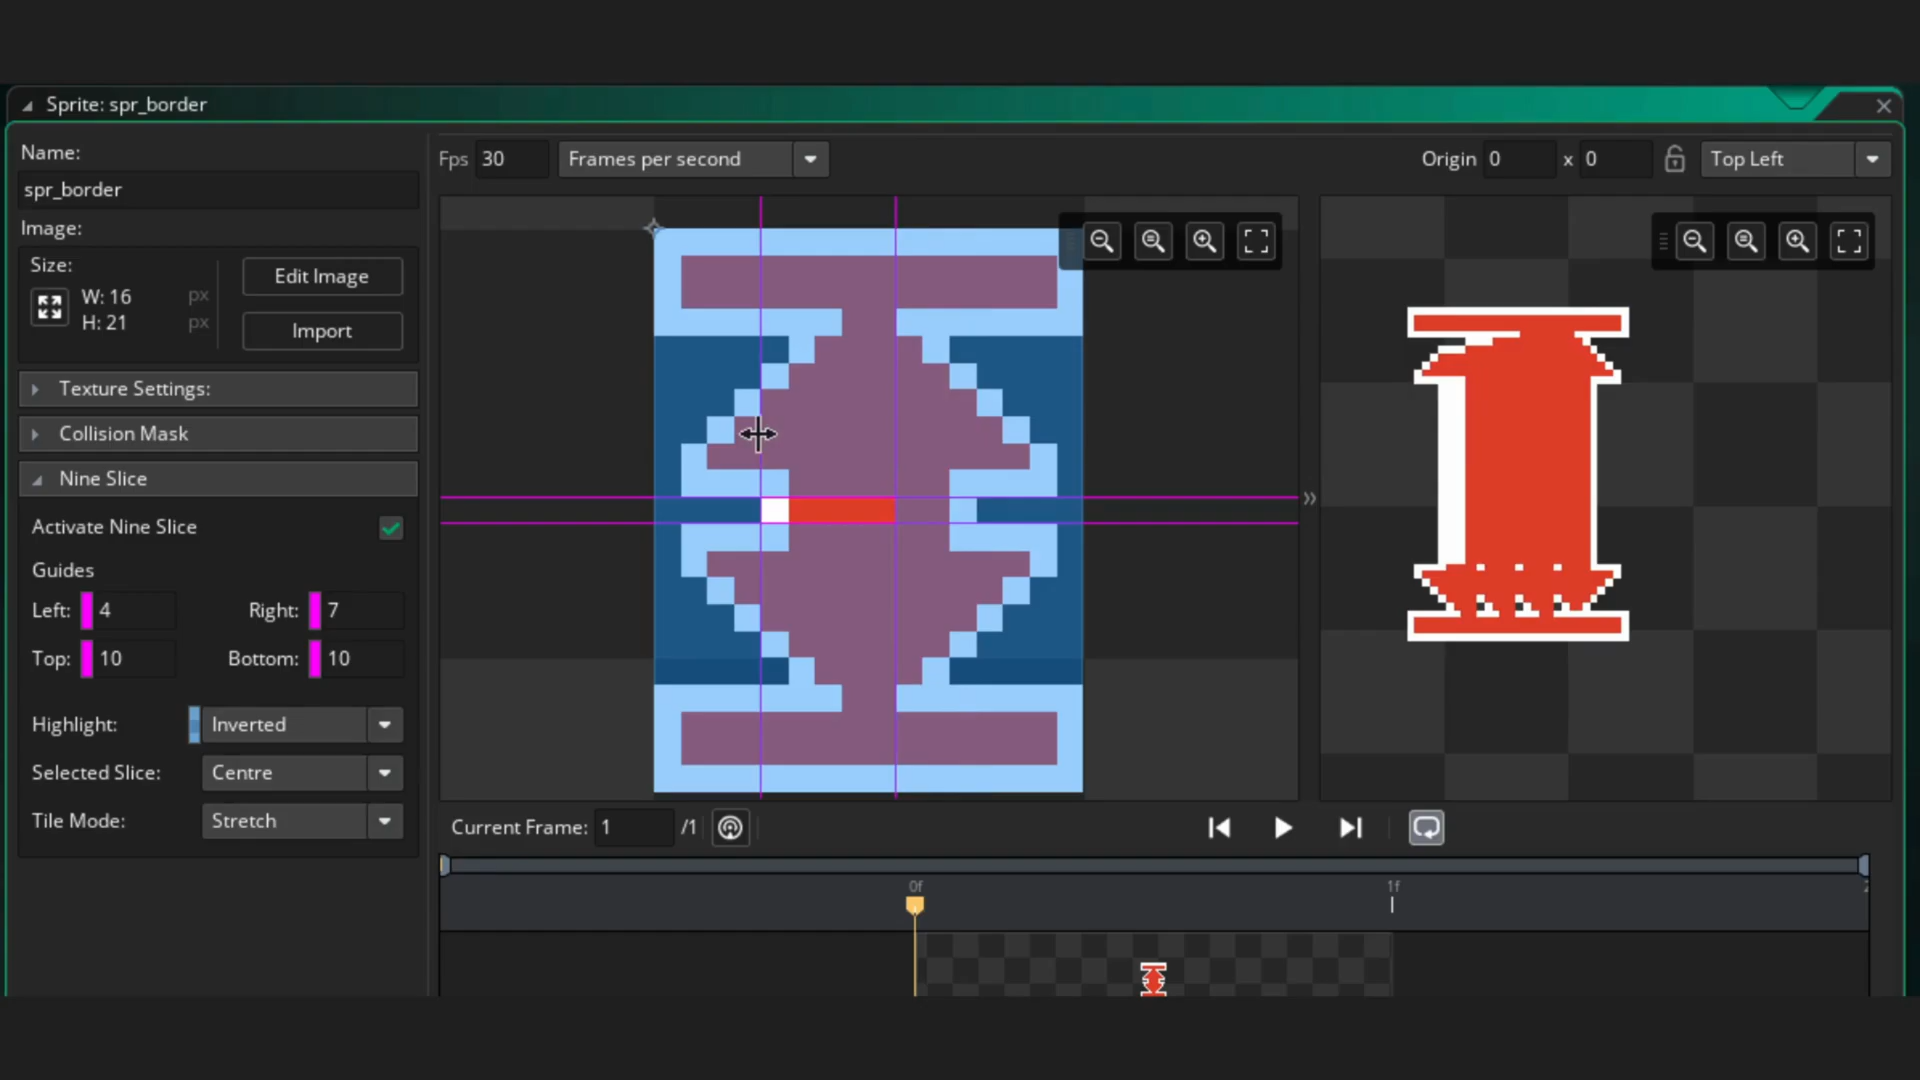 Sprite: spr_border
Name:
spr_border
Image:
Size:
W: 16 px
H: 21 px
Edit Image
Import
Texture Settings:
Collision Mask
Nine Slice
Activate Nine Slice
Guides
Left: 4 Right: 7
Top: 10 Bottom: 10
Highlight: Inverted
Selected Slice: Centre
Tile Mode: Stretch
Fps 30 Frames per second
Origin 0 x 0 Top Left
Current Frame: 1 /1
0f 1f